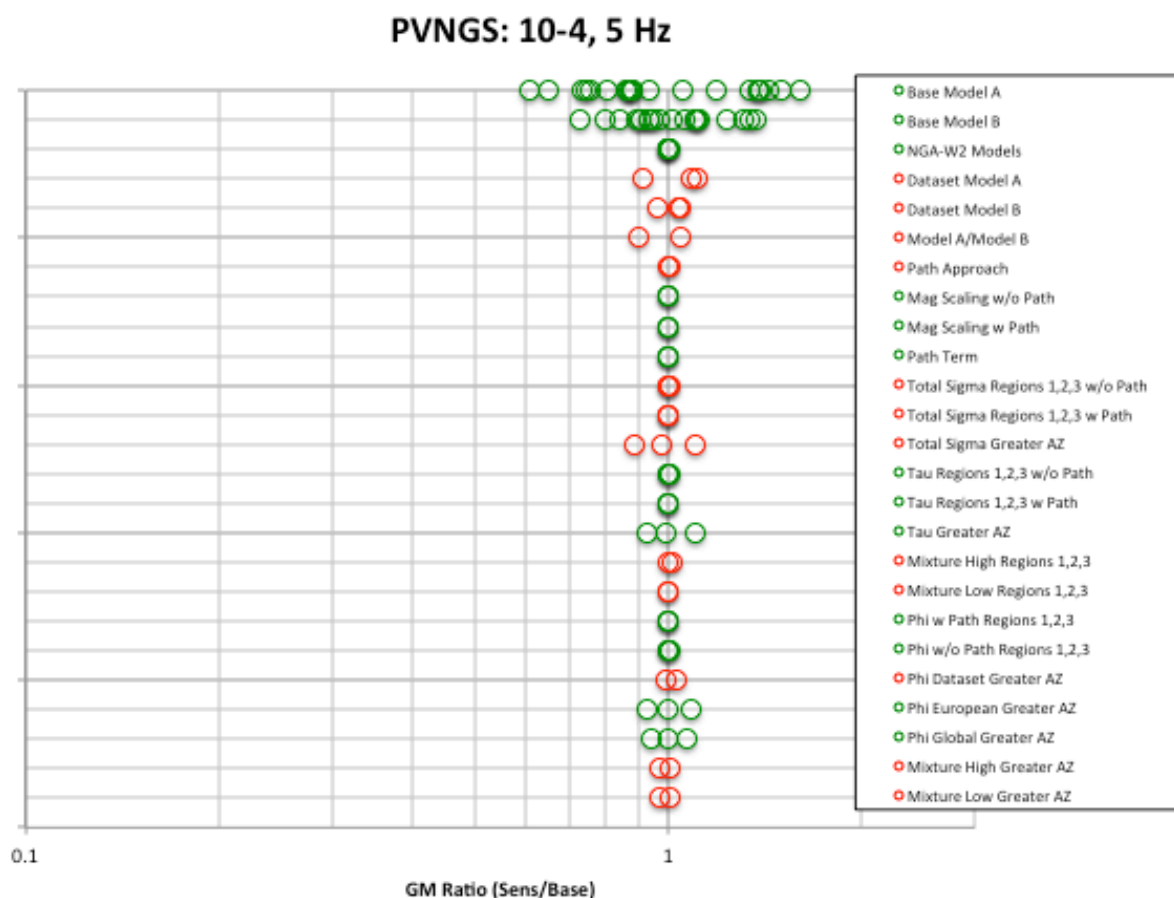 PVNGS: 10-4, 5 Hz
Base Model A
Base Model B
NGA-W2 Models
Dataset Model A
Dataset Model B
Model A/Model B
Path Approach
Mag Scaling w/o Path
Mag Scaling w Path
Path Term
Total Sigma Regions 1,2,3 w/o Path
Total Sigma Regions 1,2,3 w Path
Total Sigma Greater AZ
Tau Regions 1,2,3 w/o Path
Tau Regions 1,2,3 w Path
Tau Greater AZ
Mixture High Regions 1,2,3
Mixture Low Regions 1,2,3
Phi w Path Regions 1,2,3
Phi w/o Path Regions 1,2,3
Phi Dataset Greater AZ
Phi European Greater AZ
Phi Global Greater AZ
Mixture High Greater AZ
Mixture Low Greater AZ
0.1 1
GM Ratio (Sens/Base)